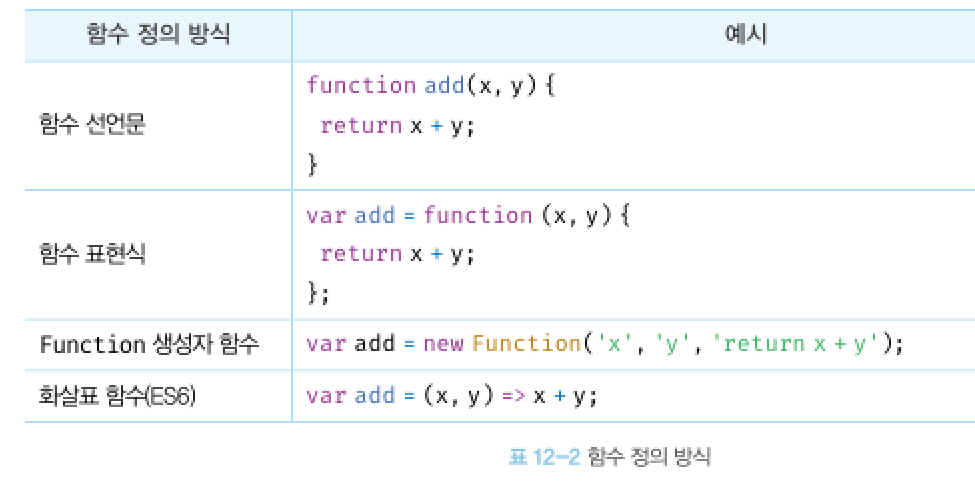 함수 정의 방식 예시
함수 선언문
function add(x, y) {
return x + y;
}
함수 표현식
var add = function (x, y) {
return x + y;
};
Function 생성자 함수 var add = new Function('x', 'y', 'return x + y');
화살표 함수(ES6) var add = (x, y) => x + y;
표 12-2 함수 정의 방식